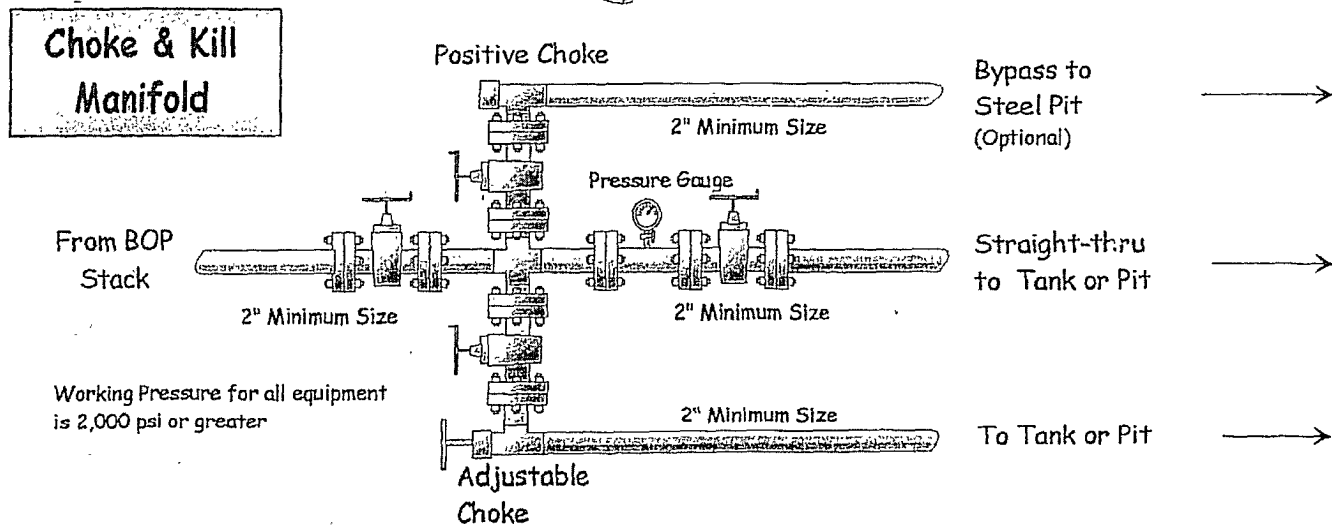 Choke & Kill
Manifold
Positive Choke
Bypass to
Steel Pit
(Optional)
2" Minimum Size
Pressure Gauge
From BOP
Stack
Straight-thru
to Tank or Pit
2" Minimum Size
2" Minimum Size
Working Pressure for all equipment
is 2,000 psi or greater
2" Minimum Size
To Tank or Pit
Adjustable
Choke